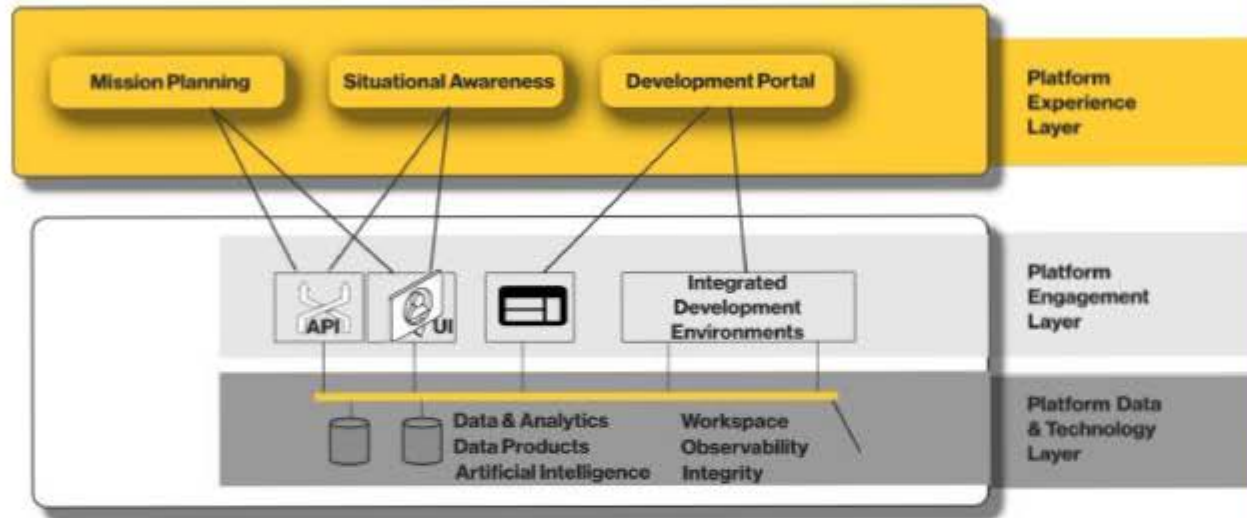 Mission Planning
Situational Awareness
Development Portal
Platform
Experience
Layer
API
UI
Integrated
Development
Environments
Platform
Engagement
Layer
Data & Analytics
Data Products
Artificial Intelligence
Workspace
Observability
Integrity
Platform Data
& Technology
Layer